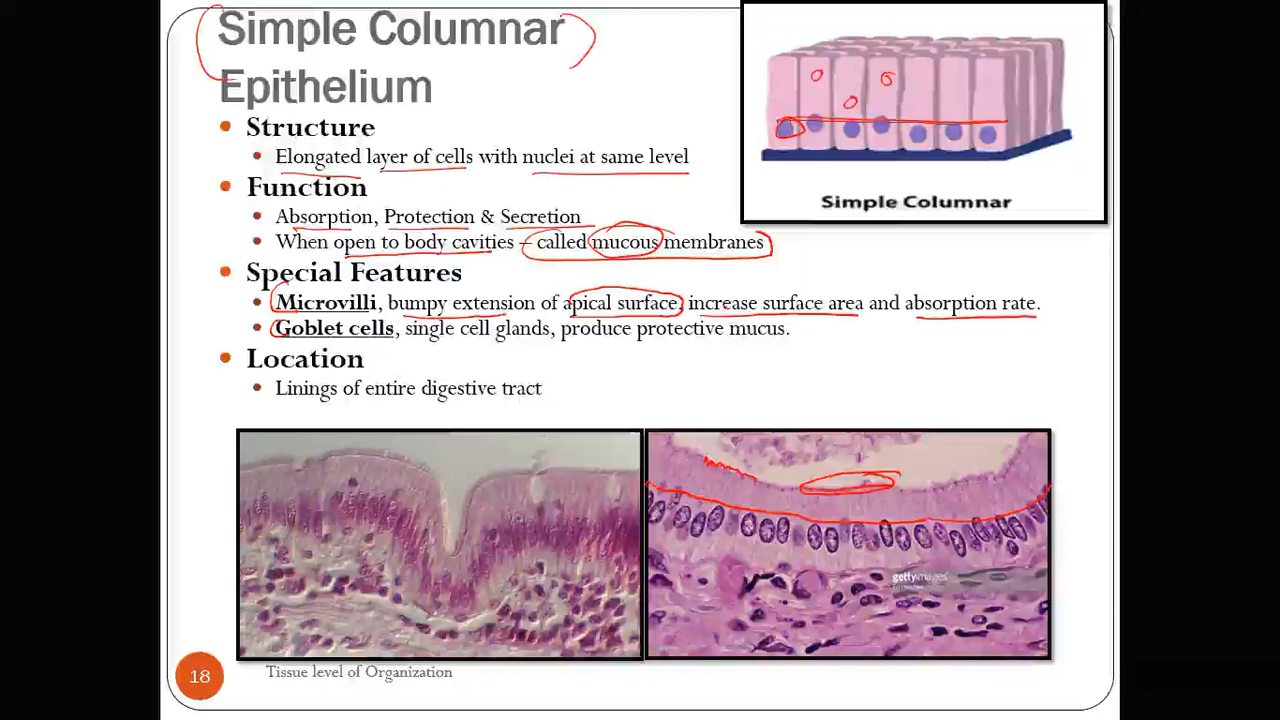 Simple Columnar
Epithelium
• Structure
• Elongated layer of cells with nuclei at same level
• Function
• Absorption, Protection & Secretion
• When open to body cavities – called mucous membranes
• Special Features
• Microvilli, bumpy extension of apical surface, increase surface area and absorption rate.
• Goblet cells, single cell glands, produce protective mucus.
• Location
• Linings of entire digestive tract
Simple Columnar
gettyimages
18
Tissue level of Organization